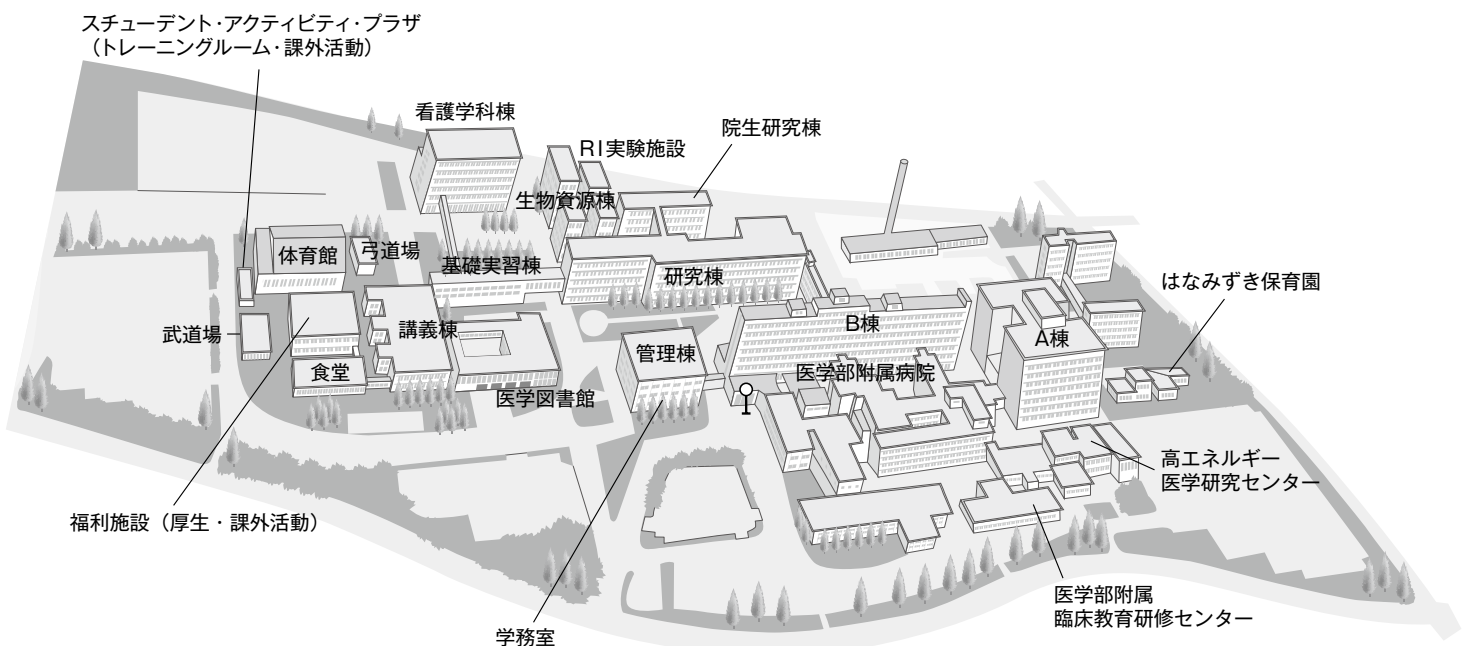 スチューデント・アクティビティ・プラザ
（トレーニングルーム・課外活動）
看護学科棟
RI実験施設
院生研究棟
生物資源棟
体育館
弓道場
基礎実習棟
研究棟
はなみずき保育園
武道場
講義棟
管理棟
B棟
A棟
食堂
医学部附属病院
医学図書館
高エネルギー
医学研究センター
福利施設（厚生・課外活動）
医学部附属
臨床教育研修センター
学務室